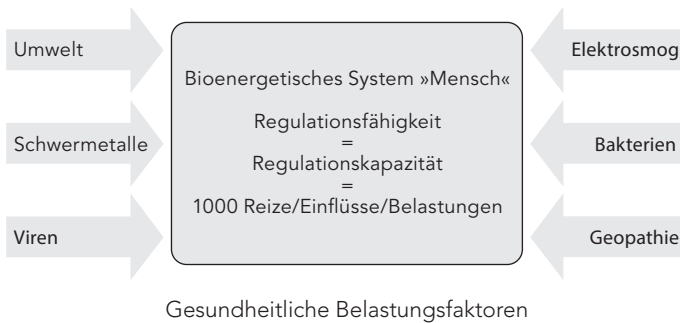 Umwelt
Schwermetalle
Viren
Bioenergetisches System »Mensch«
Regulationsfähigkeit
=
Regulationskapazität
=
1000 Reize/Einflüsse/Belastungen
Elektrosmog
Bakterien
Geopathie
Gesundheitliche Belastungsfaktoren